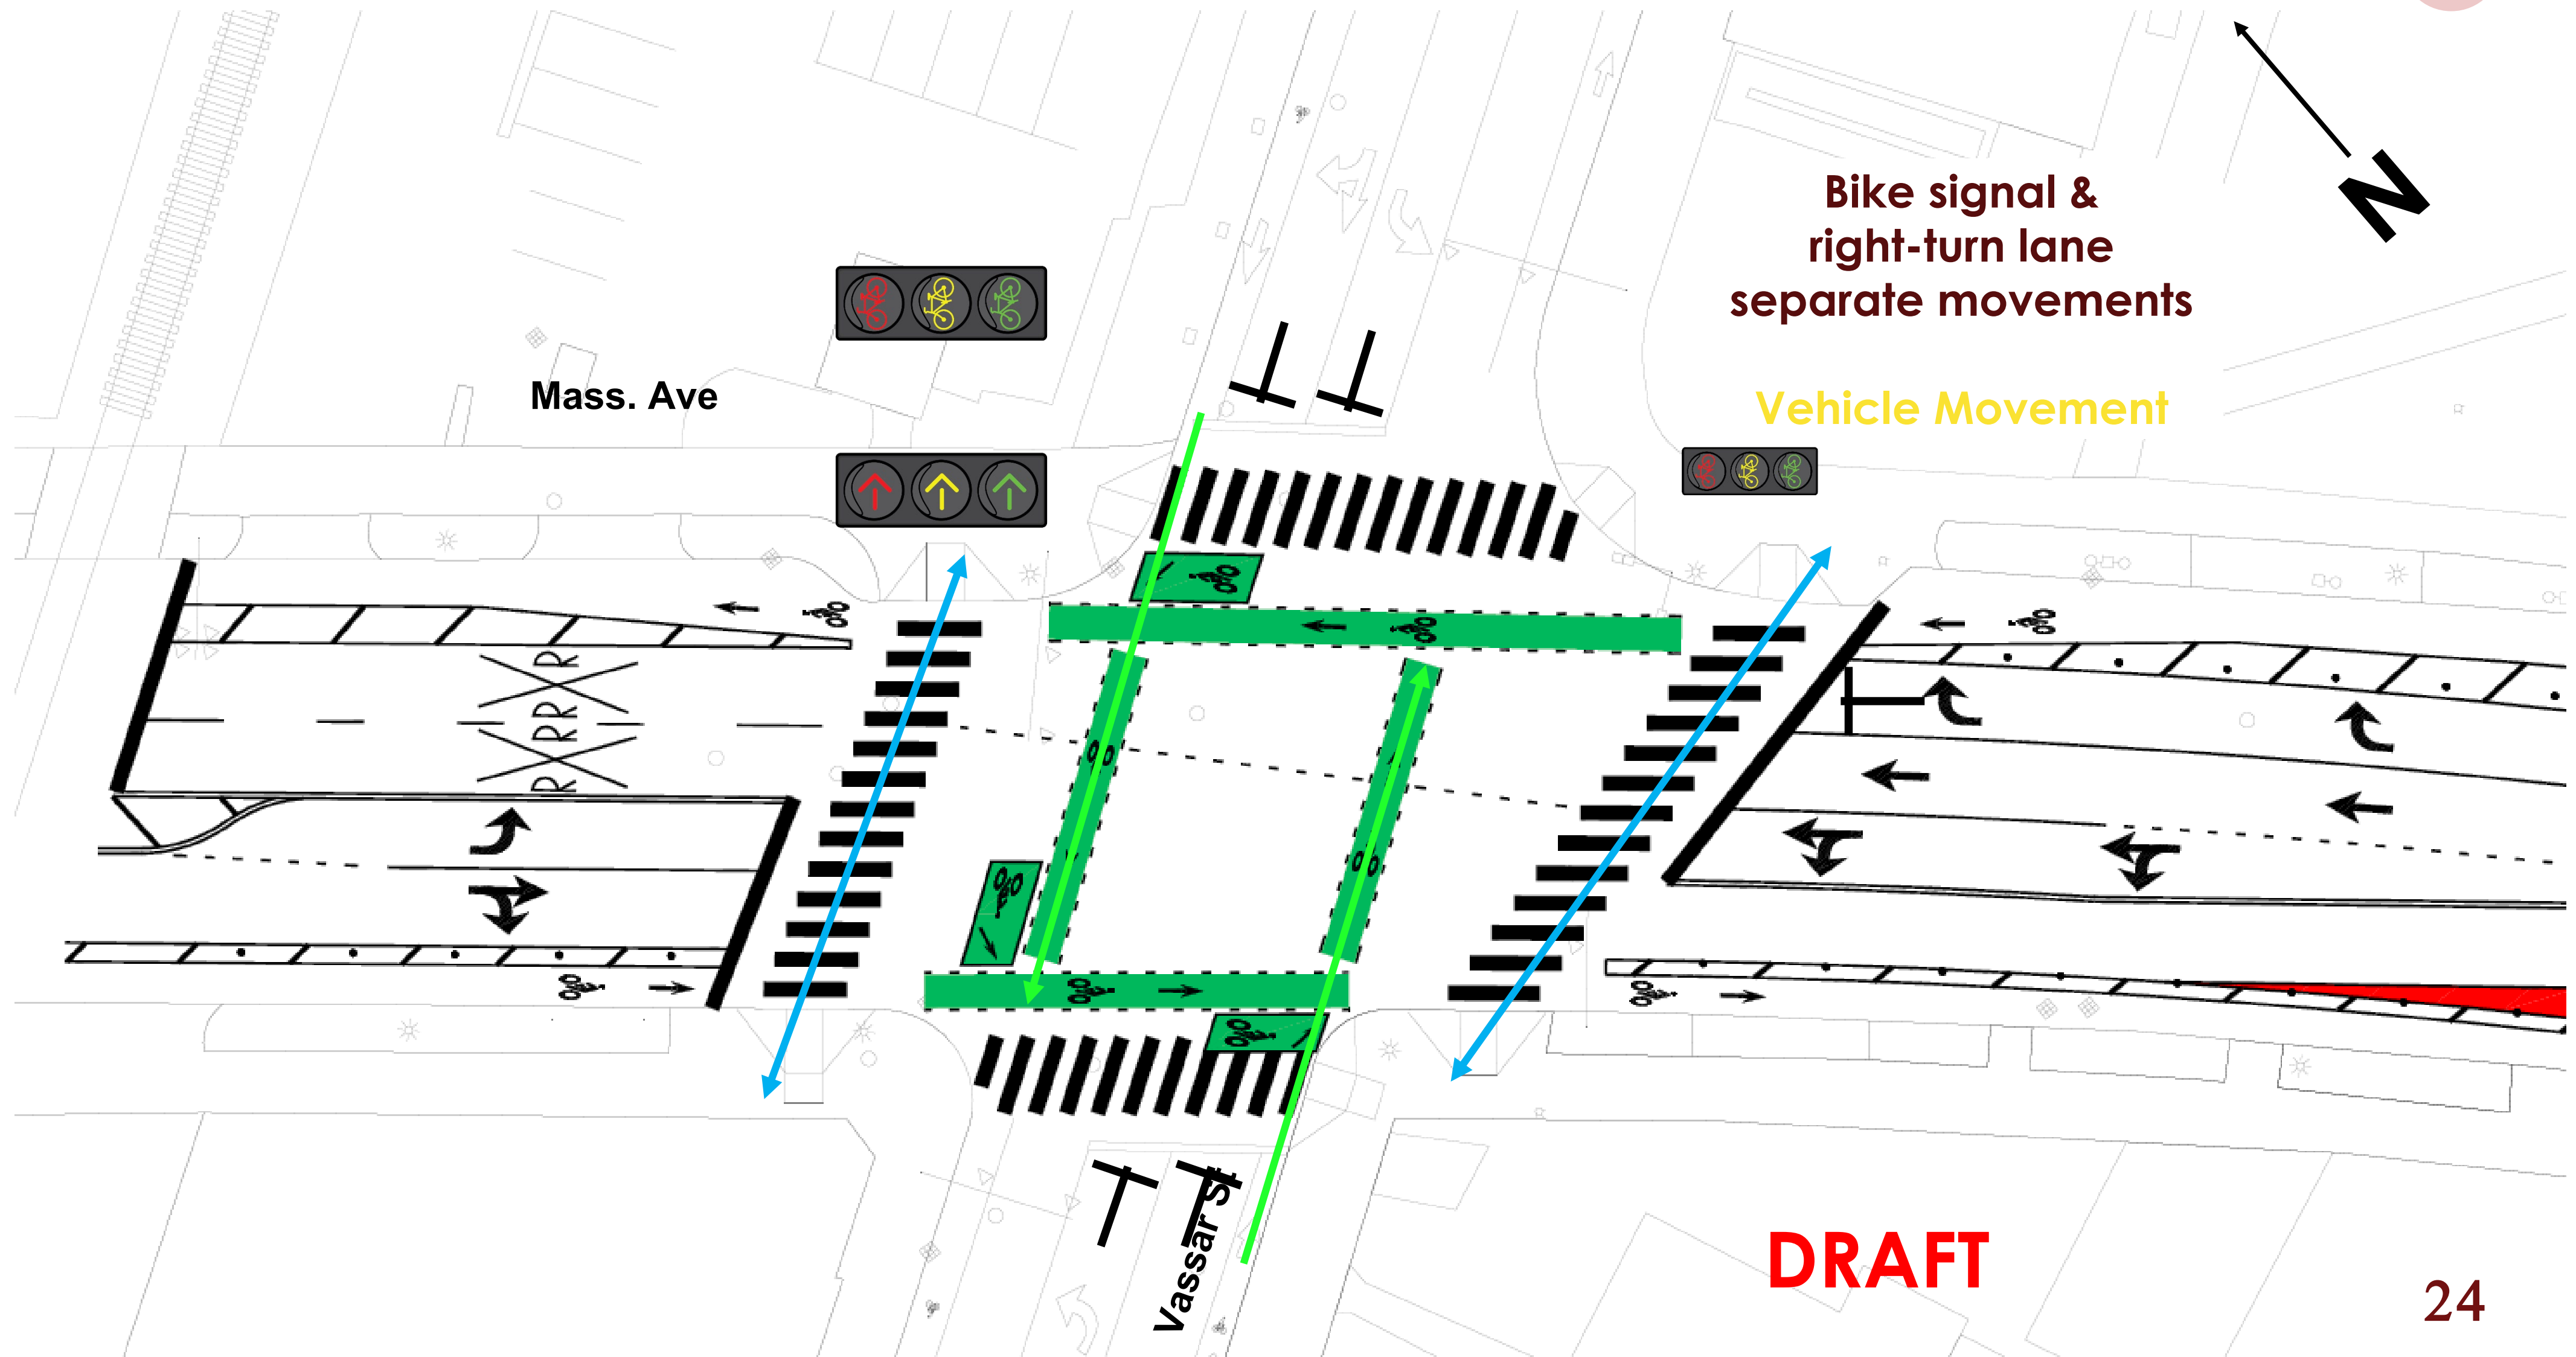 N
Bike signal &
right-turn lane
separate movements
Mass. Ave
Vehicle Movement
R
R R
R
Vassar St
DRAFT
24